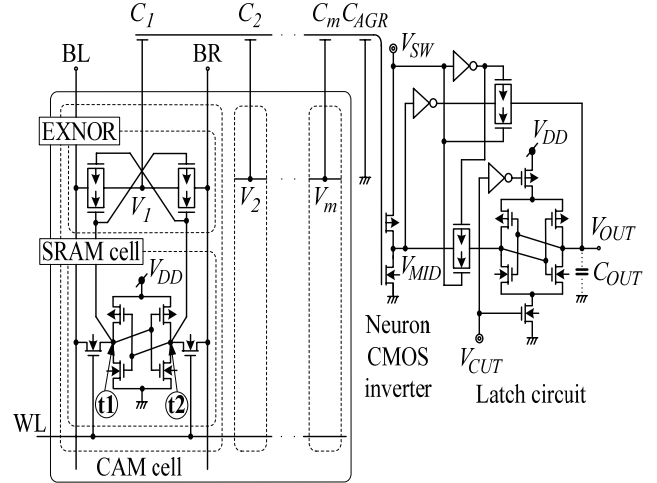 C1 C2 Cm CAGR
BL BR VSW
EXNOR
VDD
V1 V2 Vm
SRAM cell
VDD
VOUT
VMID
COUT
Neuron
CMOS
inverter
VCUT
Latch circuit
t1 t2
WL
CAM cell